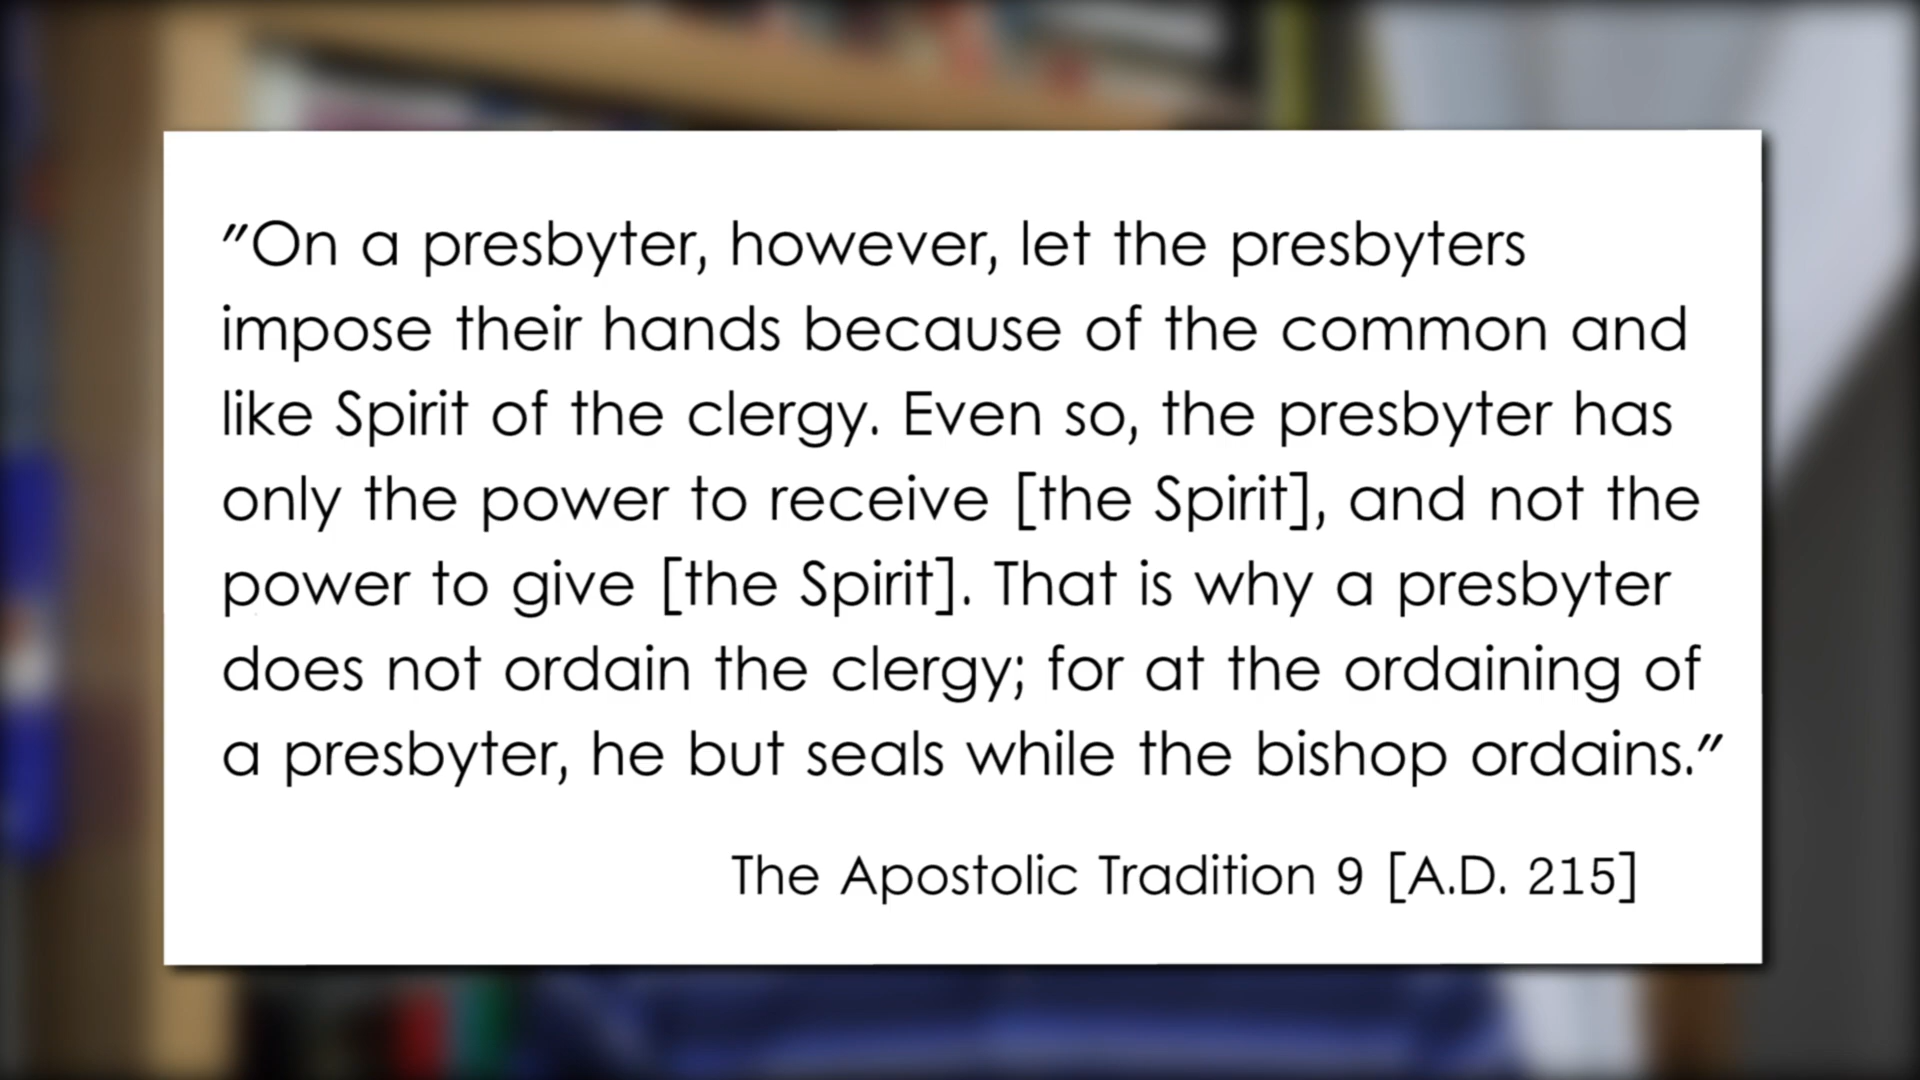 "On a presbyter, however, let the presbyters
impose their hands because of the common and
like Spirit of the clergy. Even so, the presbyter has
only the power to receive [the Spirit], and not the
power to give [the Spirit]. That is why a presbyter
does not ordain the clergy; for at the ordaining of
a presbyter, he but seals while the bishop ordains."
The Apostolic Tradition 9 [A.D. 215]